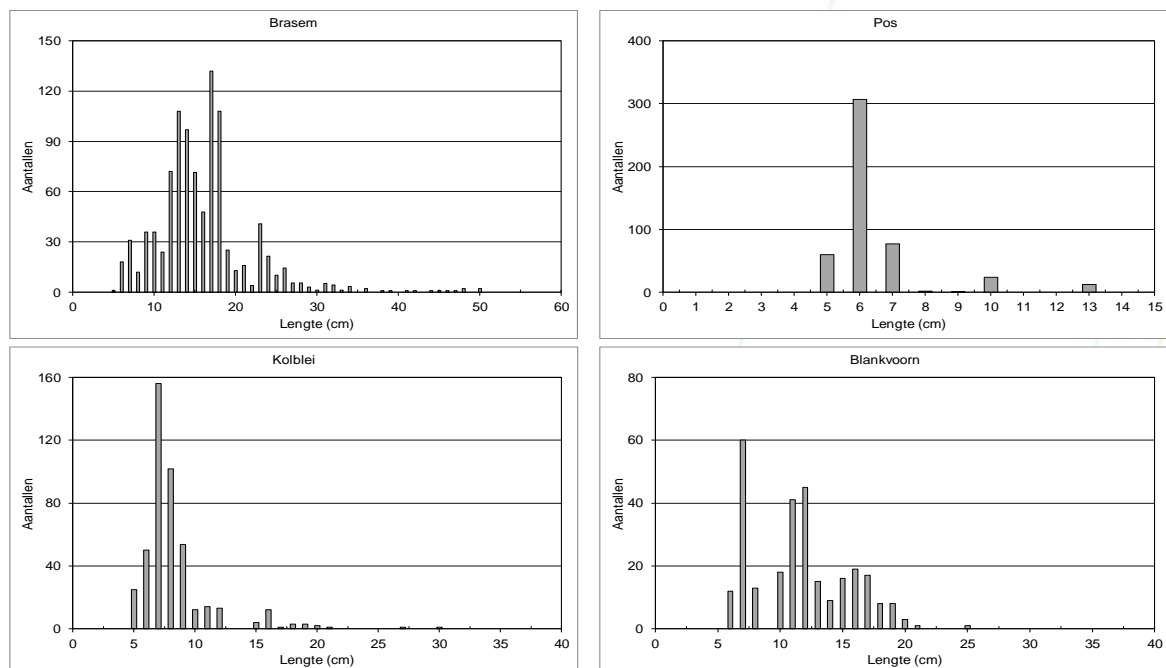 Brasem
150
120
90
60
30
0
Aantallen
0 10 20 30 40 50 60
Lengte (cm)
Pos
400
300
200
100
0
Aantallen
0 1 2 3 4 5 6 7 8 9 10 11 12 13 14 15
Lengte (cm)
Kolblei
160
120
80
40
0
Aantallen
0 5 10 15 20 25 30 35 40
Lengte (cm)
Blankvoorn
80
60
40
20
0
Aantallen
0 5 10 15 20 25 30 35 40
Lengte (cm)